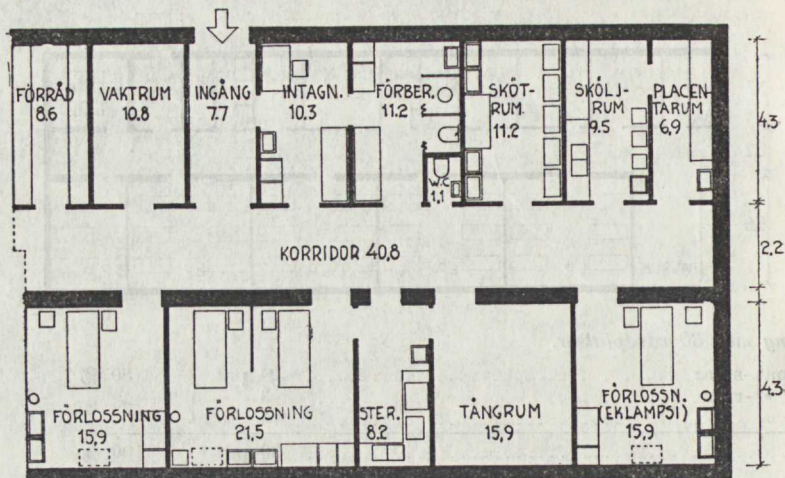 FÖRRÅD
8.6
VAKTRUM
10.8
INGÅNG
7.7
INTAGN.
10.3
FÖRBER.
11.2
W.C
1,1
SKÖT-
RUM
11.2
SKÖLJ-
RUM
9.5
PLACEN-
TARUM
6,9
4.3
KORRIDOR 40,8
2,2
FÖRLOSSNING
15,9
FÖRLOSSNING
21,5
STER.
8.2
TÅNGRUM
15,9
FÖRLOSSN.
(EKLAMPSI)
15,9
4,3